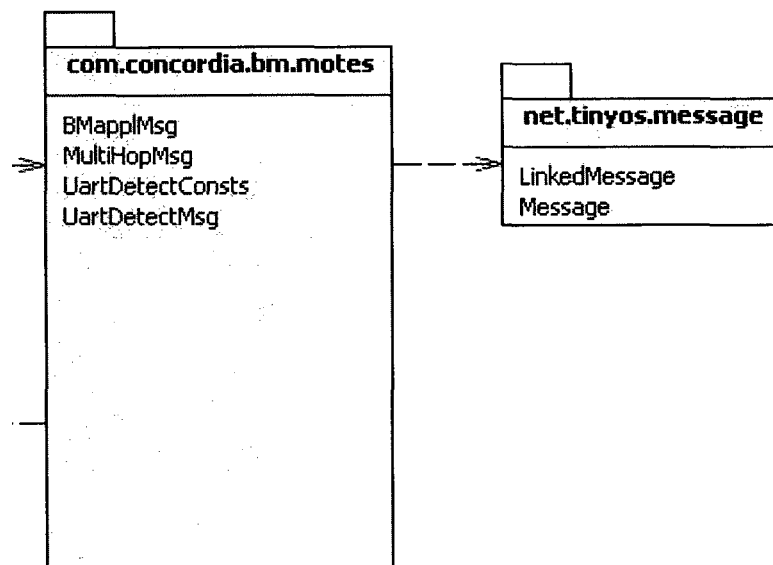 com.concordia.bm.motes
BMapplMsg
MultiHopMsg
UartDetectConsts
UartDetectMsg
net.tinyos.message
LinkedMessage
Message